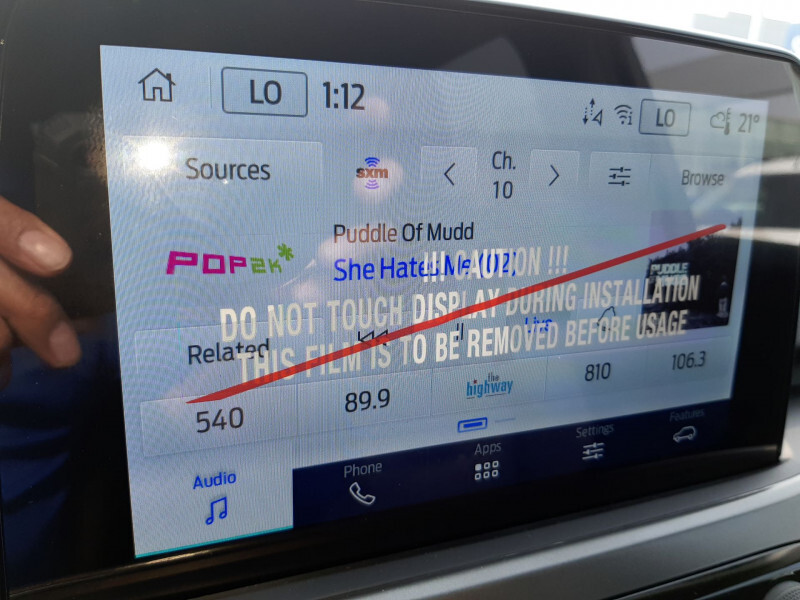 LO 1:12 LO 21°
Sources sxm Ch. 10 Browse
Puddle Of Mudd
POP2K She Hates Me (02)
PUDDLE
!!! CAUTION !!!
DO NOT TOUCH DISPLAY DURING INSTALLATION
THIS FILM IS TO BE REMOVED BEFORE USAGE
Live
Related
540 89.9 the highway 810 106.3
Audio Phone Apps Settings Features